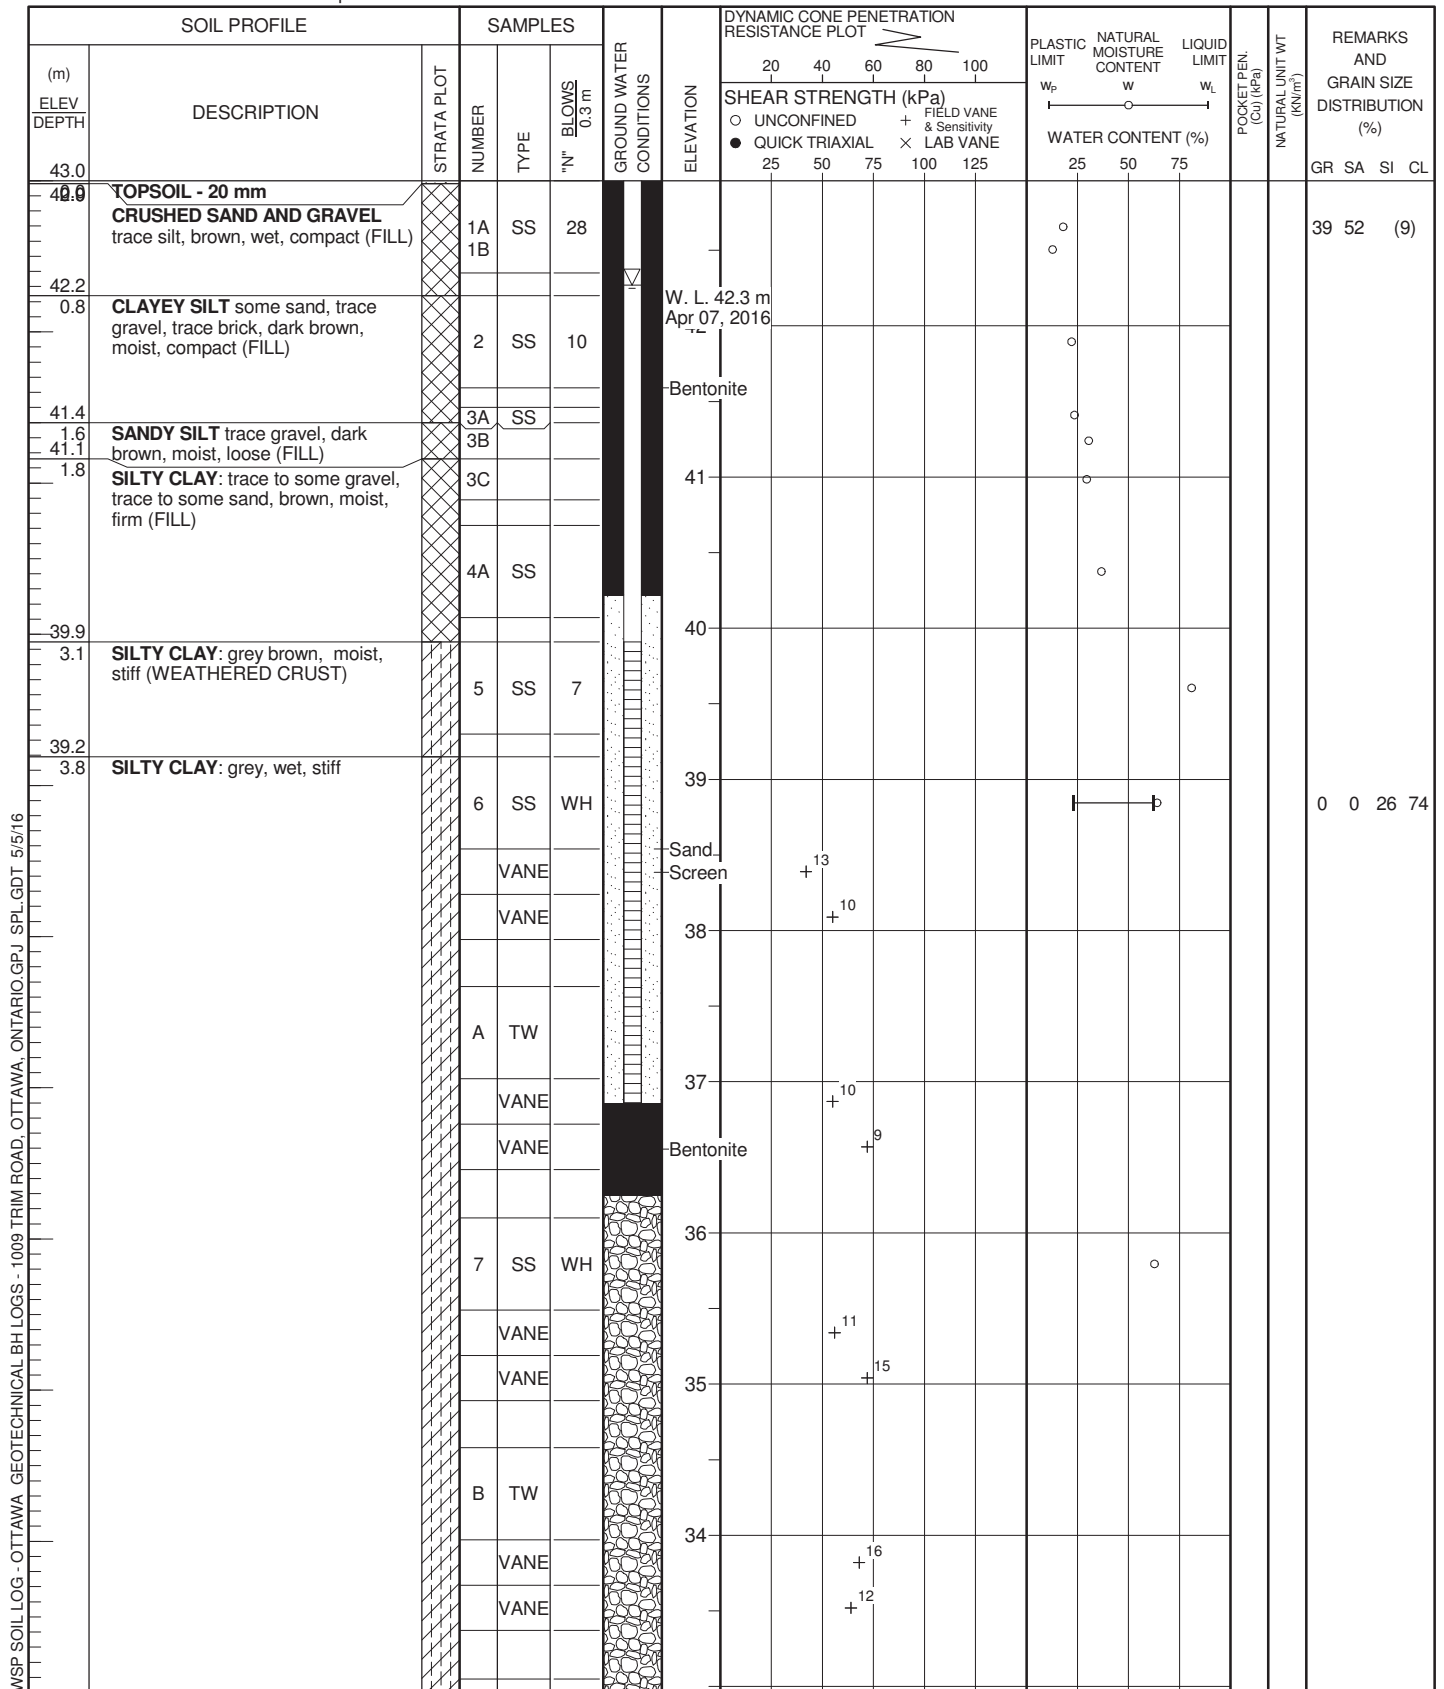 SOIL PROFILE
SAMPLES
(m)
ELEV
DEPTH
DESCRIPTION
STRATA PLOT
NUMBER
TYPE
"N" BLOWS
0.3 m
GROUND WATER
CONDITIONS
ELEVATION
DYNAMIC CONE PENETRATION
RESISTANCE PLOT
20 40 60 80 100
SHEAR STRENGTH (kPa)
UNCONFINED + FIELD VANE
& Sensitivity
QUICK TRIAXIAL × LAB VANE
25 50 75 100 125
PLASTIC
LIMIT
NATURAL
MOISTURE
CONTENT
LIQUID
LIMIT
WP W WL
WATER CONTENT (%)
25 50 75
POCKET PEN.
(Cu) (kPa)
NATURAL UNIT WT
(KN/m³)
REMARKS
AND
GRAIN SIZE
DISTRIBUTION
(%)
GR SA SI CL
43.0
0.0
TOPSOIL - 20 mm
CRUSHED SAND AND GRAVEL
trace silt, brown, wet, compact (FILL)
1A SS 28
1B
39 52 (9)
42.2
0.8
CLAYEY SILT some sand, trace
gravel, trace brick, dark brown,
moist, compact (FILL)
2 SS 10
W. L. 42.3 m
Apr 07, 2016
Bentonite
41.4
1.6
3A SS
SANDY SILT trace gravel, dark
brown, moist, loose (FILL)
3B
41.1
1.8
SILTY CLAY: trace to some gravel,
trace to some sand, brown, moist,
firm (FILL)
3C
41
4A SS
40
39.9
3.1
SILTY CLAY: grey brown, moist,
stiff (WEATHERED CRUST)
5 SS 7
39.2
3.8
SILTY CLAY: grey, wet, stiff
39
6 SS WH
0 0 26 74
Sand
Screen
VANE
13
VANE
10
38
A TW
37
VANE
10
VANE
9
Bentonite
36
7 SS WH
VANE
11
VANE
15
35
B TW
34
VANE
16
VANE
12
WSP SOIL LOG - OTTAWA GEOTECHNICAL BH LOGS - 1009 TRIM ROAD, OTTAWA, ONTARIO.GPJ SPL.GDT 5/5/16